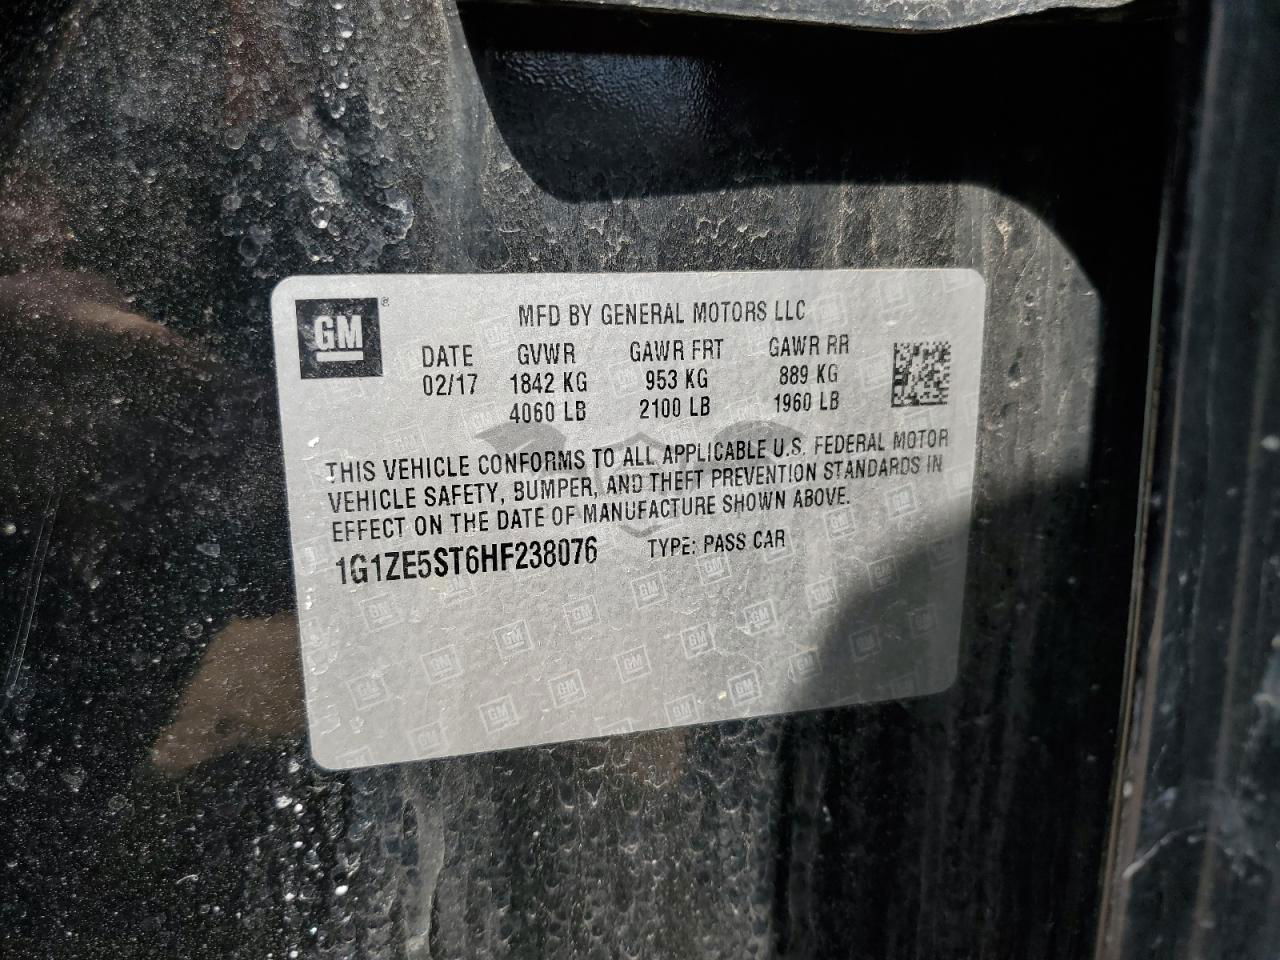 GM®
MFD BY GENERAL MOTORS LLC
DATE GVWR GAWR FRT GAWR RR
02/17 1842 KG 953 KG 889 KG
4060 LB 2100 LB 1960 LB
THIS VEHICLE CONFORMS TO ALL APPLICABLE U.S. FEDERAL MOTOR
VEHICLE SAFETY, BUMPER, AND THEFT PREVENTION STANDARDS IN
EFFECT ON THE DATE OF MANUFACTURE SHOWN ABOVE.
1G1ZE5ST6HF238076 TYPE: PASS CAR